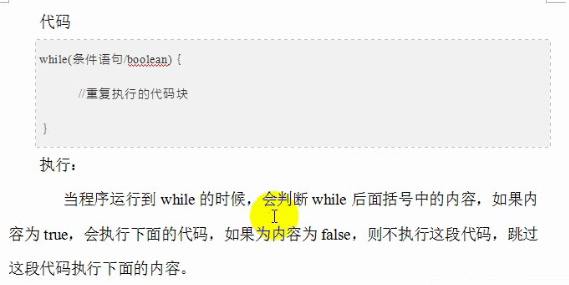 代码
while(条件语句/boolean) {
//重复执行的代码块
}
执行：
当程序运行到 while 的时候，会判断 while 后面括号中的内容，如果内
容为 true，会执行下面的代码，如果为内容为 false，则不执行这段代码，跳过
这段代码执行下面的内容。